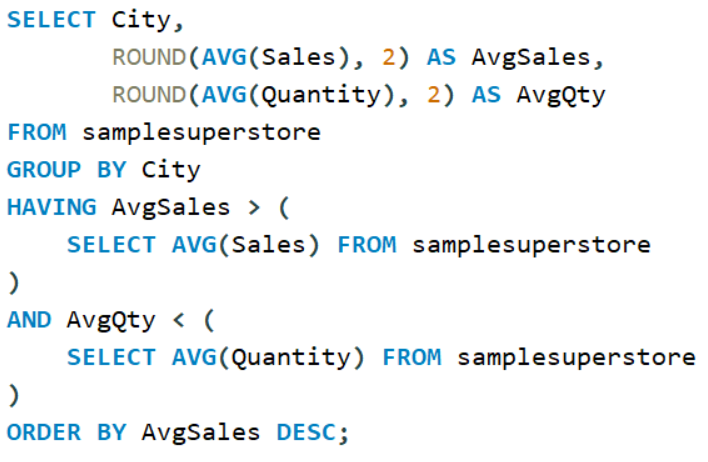 SELECT City,
ROUND(AVG(Sales), 2) AS AvgSales,
ROUND(AVG(Quantity), 2) AS AvgQty
FROM samplesuperstore
GROUP BY City
HAVING AvgSales > (
SELECT AVG(Sales) FROM samplesuperstore
)
AND AvgQty < (
SELECT AVG(Quantity) FROM samplesuperstore
)
ORDER BY AvgSales DESC;